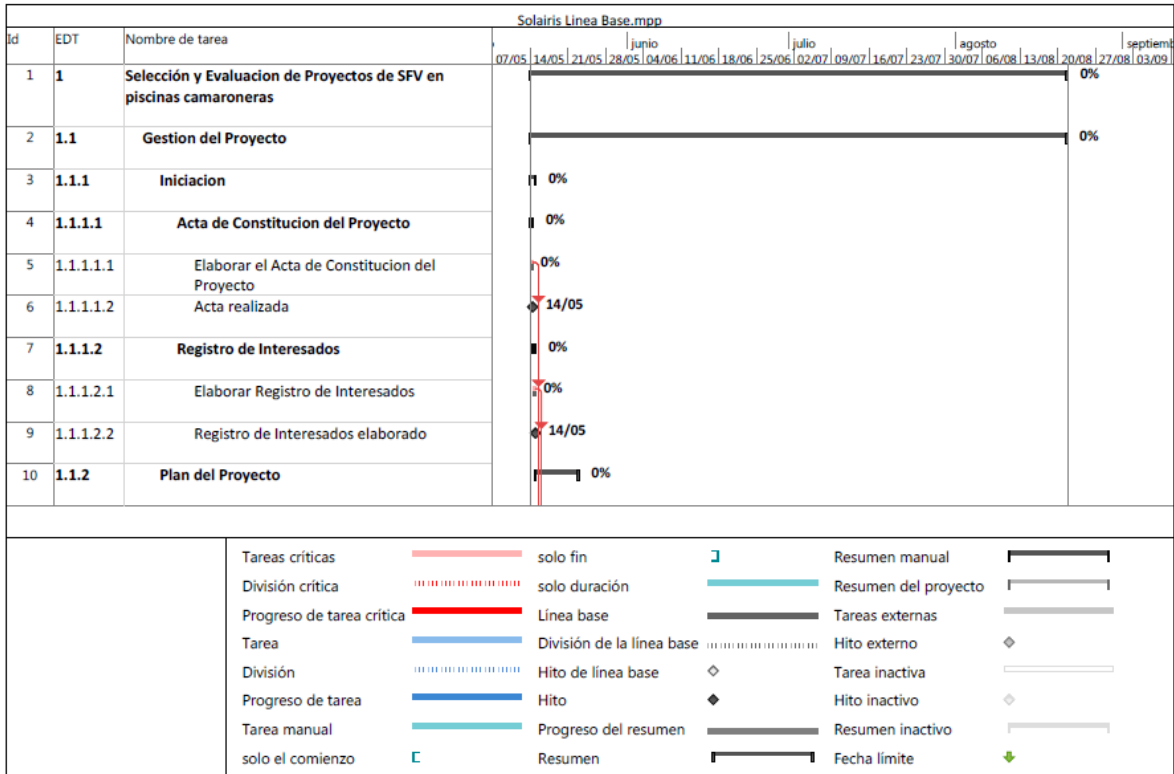 Solairis Linea Base.mpp
Id EDT Nombre de tarea
junio julio agosto septiemb
07/05 14/05 21/05 28/05 04/06 11/06 18/06 25/06 02/07 09/07 16/07 23/07 30/07 06/08 13/08 20/08 27/08 03/09
1 1 Selección y Evaluacion de Proyectos de SFV en 0%
piscinas camaroneras
2 1.1 Gestion del Proyecto 0%
3 1.1.1 Iniciacion 0%
4 1.1.1.1 Acta de Constitucion del Proyecto 0%
5 1.1.1.1.1 Elaborar el Acta de Constitucion del 0%
Proyecto
6 1.1.1.1.2 Acta realizada 14/05
7 1.1.1.2 Registro de Interesados 0%
8 1.1.1.2.1 Elaborar Registro de Interesados 0%
9 1.1.1.2.2 Registro de Interesados elaborado 14/05
10 1.1.2 Plan del Proyecto 0%
Tareas críticas solo fin Resumen manual
División crítica solo duración Resumen del proyecto
Progreso de tarea crítica Línea base Tareas externas
Tarea División de la línea base Hito externo
División Hito de línea base Tarea inactiva
Progreso de tarea Hito Hito inactivo
Tarea manual Progreso del resumen Resumen inactivo
solo el comienzo Resumen Fecha límite